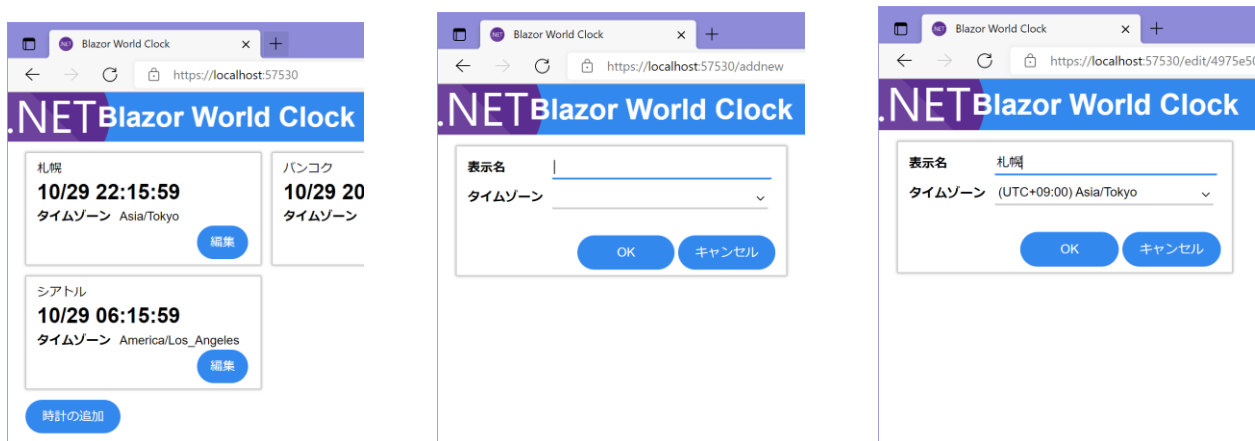 Blazor World Clock
https://localhost:57530
.NET Blazor World Clock
札幌
10/29 22:15:59
タイムゾーン Asia/Tokyo
編集
バンコク
10/29 20
タイムゾーン
シアトル
10/29 06:15:59
タイムゾーン America/Los_Angeles
編集
時計の追加
Blazor World Clock
https://localhost:57530/addnew
.NET Blazor World Clock
表示名
タイムゾーン
OK キャンセル
Blazor World Clock
https://localhost:57530/edit/4975e50
.NET Blazor World Clock
表示名 札幌
タイムゾーン (UTC+09:00) Asia/Tokyo
OK キャンセル